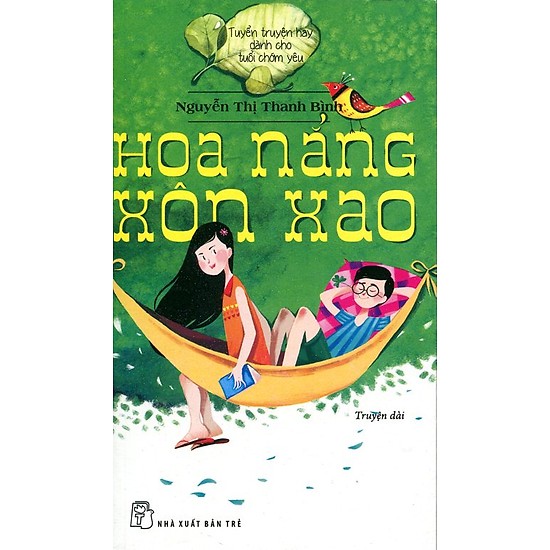 Tuyển truyện hay
dành cho
tuổi chớm yêu
Nguyễn Thị Thanh Bình
HOA NẮNG
XÔN XAO
Truyện dài
NHÀ XUẤT BẢN TRẺ